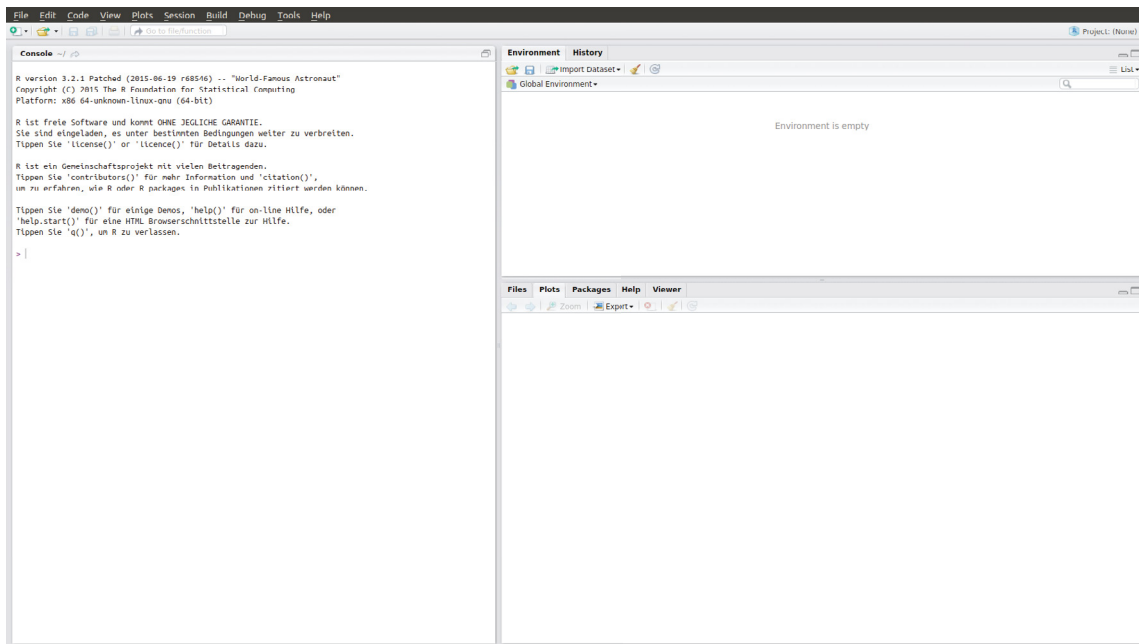 File Edit Code View Plots Session Build Debug Tools Help
Go to file/function
Project: (None)
Console ~/
R version 3.2.1 Patched (2015-06-19 r68546) -- "World-Famous Astronaut"
Copyright (C) 2015 The R Foundation for Statistical Computing
Platform: x86_64-unknown-linux-gnu (64-bit)
R ist freie Software und kommt OHNE JEGLICHE GARANTIE.
Sie sind eingeladen, es unter bestimmten Bedingungen weiter zu verbreiten.
Tippen Sie 'license()' or 'licence()' für Details dazu.
R ist ein Gemeinschaftsprojekt mit vielen Beitragenden.
Tippen Sie 'contributors()' für mehr Information und 'citation()',
um zu erfahren, wie R oder R packages in Publikationen zitiert werden können.
Tippen Sie 'demo()' für einige Demos, 'help()' für on-line Hilfe, oder
'help.start()' für eine HTML Browserschnittstelle zur Hilfe.
Tippen Sie 'q()', um R zu verlassen.
>
Environment History
Import Dataset
List
Global Environment
Environment is empty
Files Plots Packages Help Viewer
Zoom Export